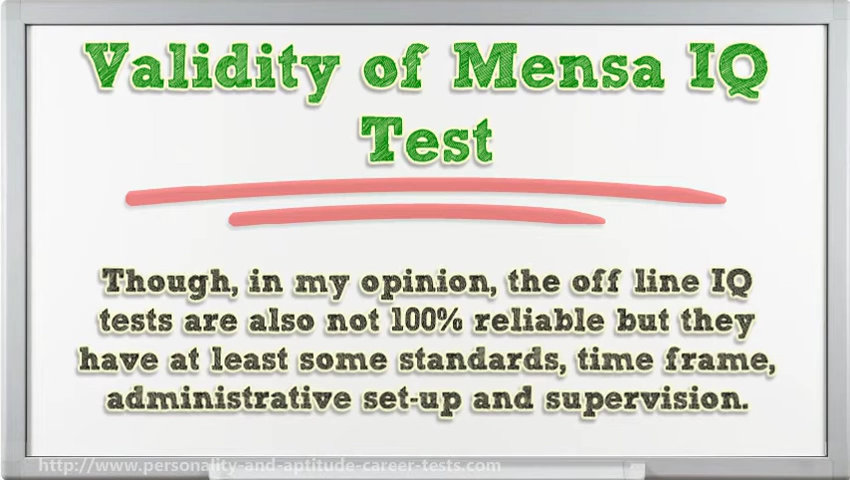 Validity of Mensa IQ
Test
Though, in my opinion, the off line IQ
tests are also not 100% reliable but they
have at least some standards, time frame,
administrative set-up and supervision.
http://www.personality-and-aptitude-career-tests.com